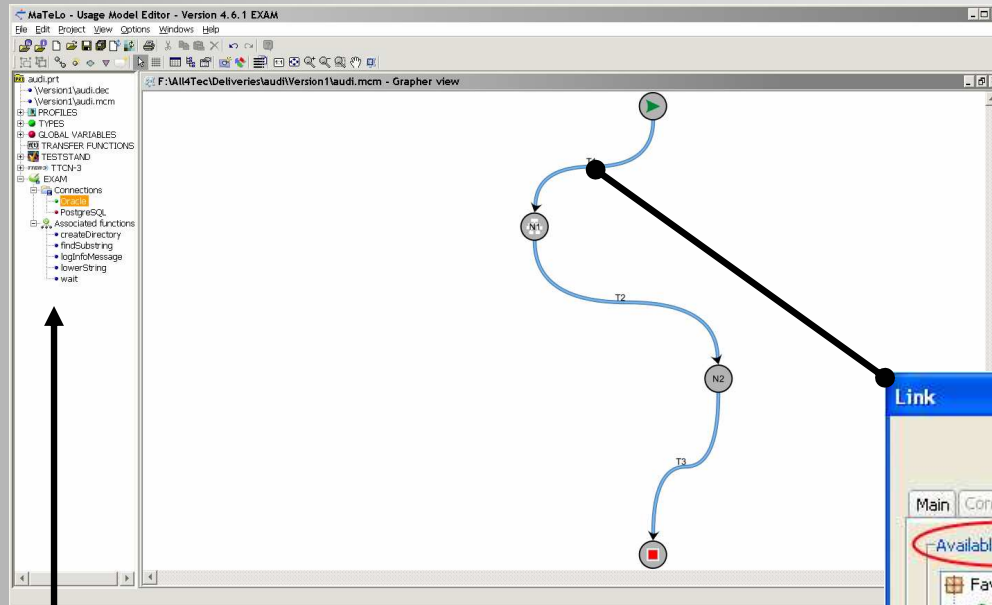 MaTeLo - Usage Model Editor - Version 4.6.1 EXAM
File Edit Project View Options Windows Help
audi.prt
\Version1\audi.dec
\Version1\audi.mcm
PROFILES
TYPES
GLOBAL VARIABLES
TRANSFER FUNCTIONS
TESTSTAND
TTCN-3
EXAM
Connections
Oracle
PostgreSQL
Associated functions
createDirectory
findSubstring
logInfoMessage
lowerString
wait
F:\All4Tec\Deliveries\audi\Version1\audi.mcm - Grapher view
N1
T2
N2
T3
Link
Main Con
Availabl
Fav